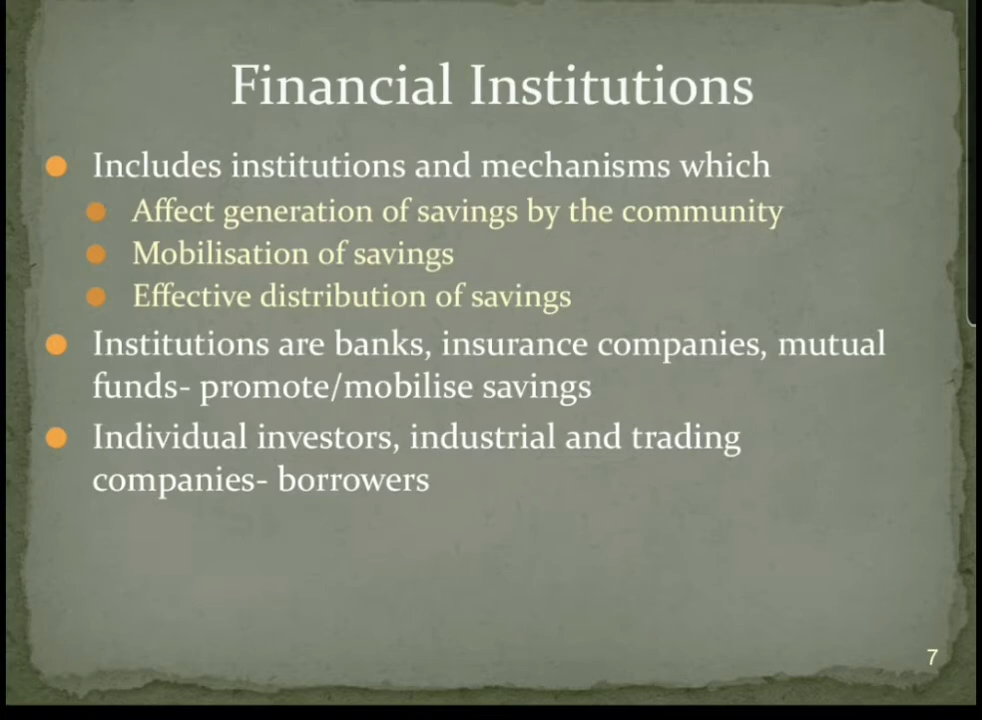 Financial Institutions
Includes institutions and mechanisms which
Affect generation of savings by the community
Mobilisation of savings
Effective distribution of savings
Institutions are banks, insurance companies, mutual
funds- promote/mobilise savings
Individual investors, industrial and trading
companies- borrowers
7